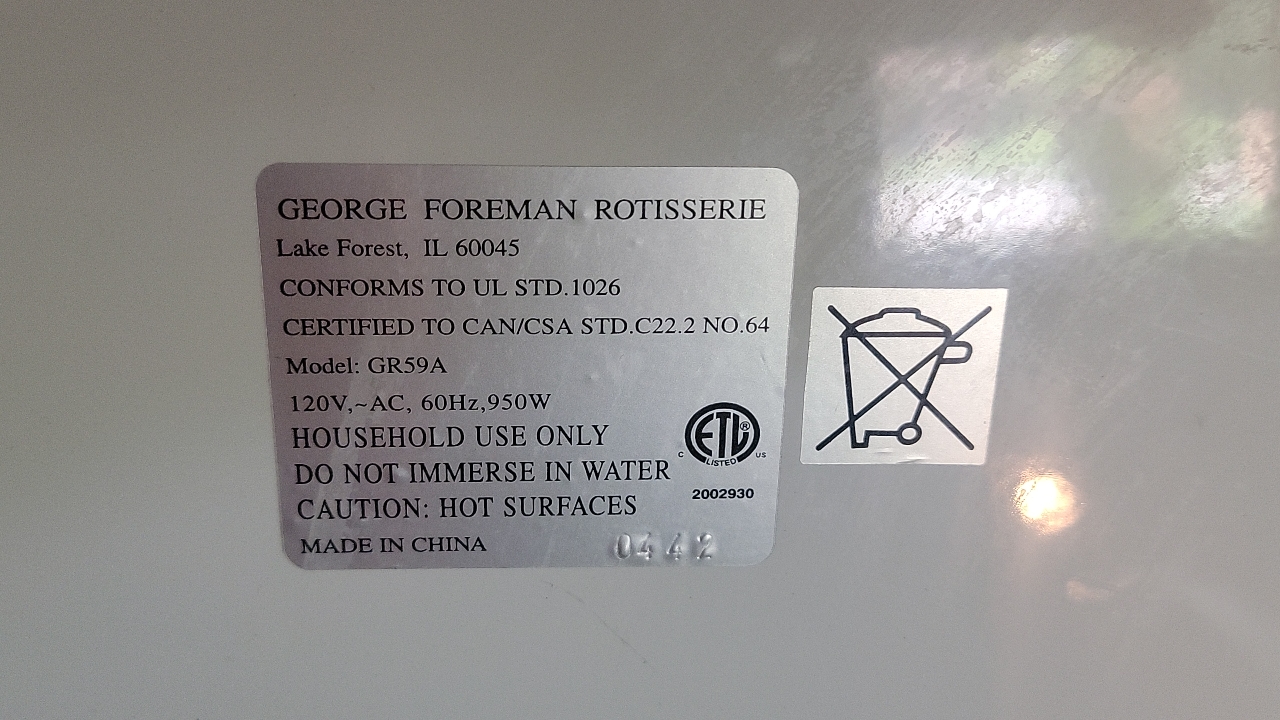 GEORGE FOREMAN ROTISSERIE
Lake Forest, IL 60045
CONFORMS TO UL STD.1026
CERTIFIED TO CAN/CSA STD.C22.2 NO.64
Model: GR59A
120V,~AC, 60Hz,950W
HOUSEHOLD USE ONLY
DO NOT IMMERSE IN WATER
CAUTION: HOT SURFACES
MADE IN CHINA
ETL ®
C LISTED US
2002930
0442